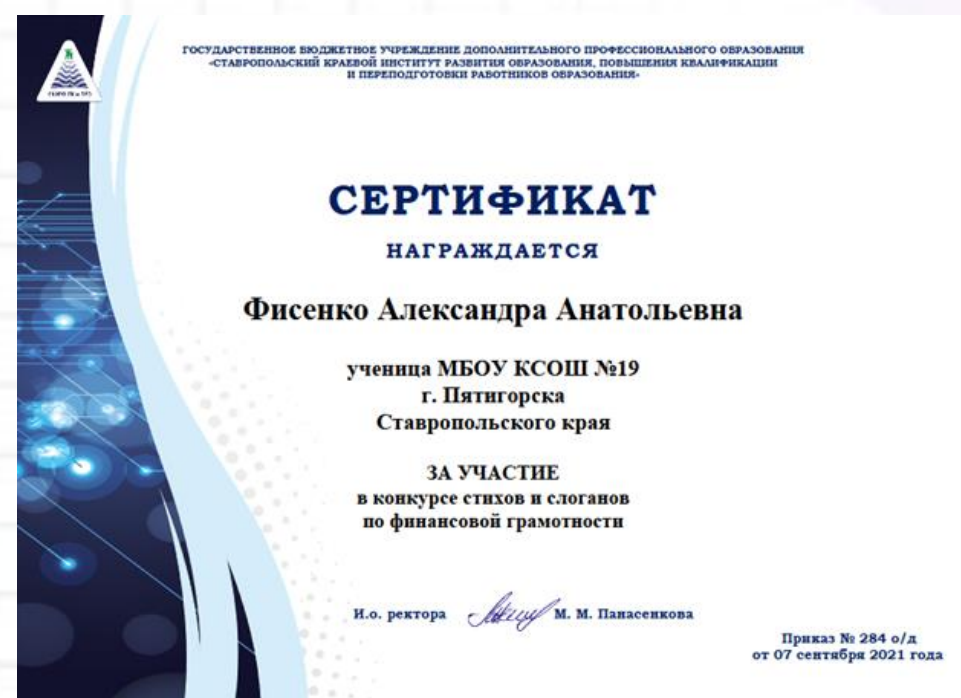 ГОСУДАРСТВЕННОЕ БЮДЖЕТНОЕ УЧРЕЖДЕНИЕ ДОПОЛНИТЕЛЬНОГО ПРОФЕССИОНАЛЬНОГО ОБРАЗОВАНИЯ
«СТАВРОПОЛЬСКИЙ КРАЕВОЙ ИНСТИТУТ РАЗВИТИЯ ОБРАЗОВАНИЯ, ПОВЫШЕНИЯ КВАЛИФИКАЦИИ
И ПЕРЕПОДГОТОВКИ РАБОТНИКОВ ОБРАЗОВАНИЯ»
СЕРТИФИКАТ
НАГРАЖДАЕТСЯ
Фисенко Александра Анатольевна
ученица МБОУ КСОШ №19
г. Пятигорска
Ставропольского края
ЗА УЧАСТИЕ
в конкурсе стихов и слоганов
по финансовой грамотности
И.о. ректора М. М. Панасенкова
Приказ № 284 о/д
от 07 сентября 2021 года